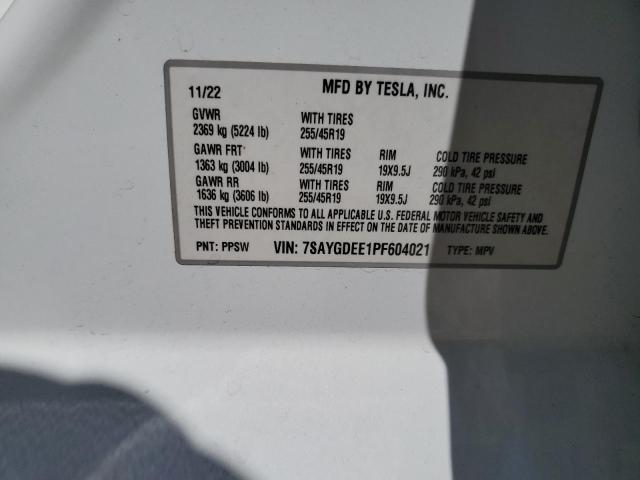 11/22 MFD BY TESLA, INC.
GVWR WITH TIRES
2369 kg (5224 lb) 255/45R19
GAWR FRT WITH TIRES RIM COLD TIRE PRESSURE
1363 kg (3004 lb) 255/45R19 19X9.5J 290 kPa, 42 psi
GAWR RR WITH TIRES RIM COLD TIRE PRESSURE
1636 kg (3606 lb) 255/45R19 19X9.5J 290 kPa, 42 psi
THIS VEHICLE CONFORMS TO ALL APPLICABLE U.S. FEDERAL MOTOR VEHICLE SAFETY AND
THEFT PREVENTION STANDARDS IN EFFECT ON THE DATE OF MANUFACTURE SHOWN ABOVE.
PNT: PPSW VIN: 7SAYGDEE1PF604021 TYPE: MPV